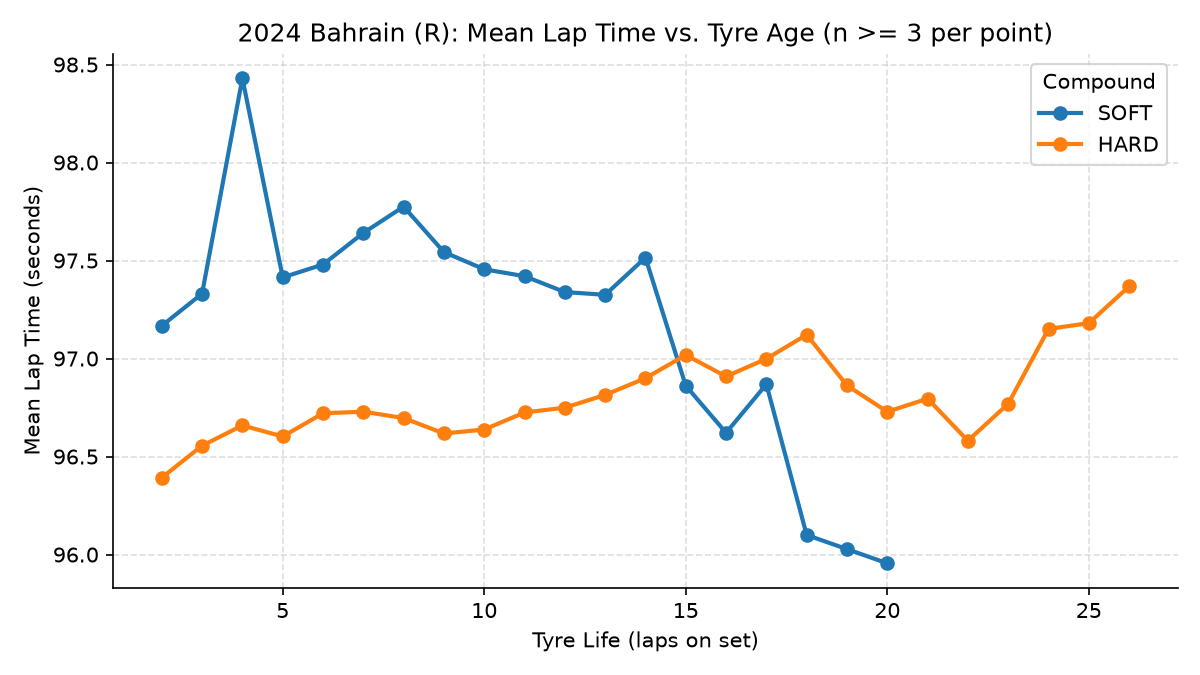 2024 Bahrain (R): Mean Lap Time vs. Tyre Age (n >= 3 per point)
Compound
SOFT
HARD
Mean Lap Time (seconds)
98.5
98.0
97.5
97.0
96.5
96.0
5 10 15 20 25
Tyre Life (laps on set)